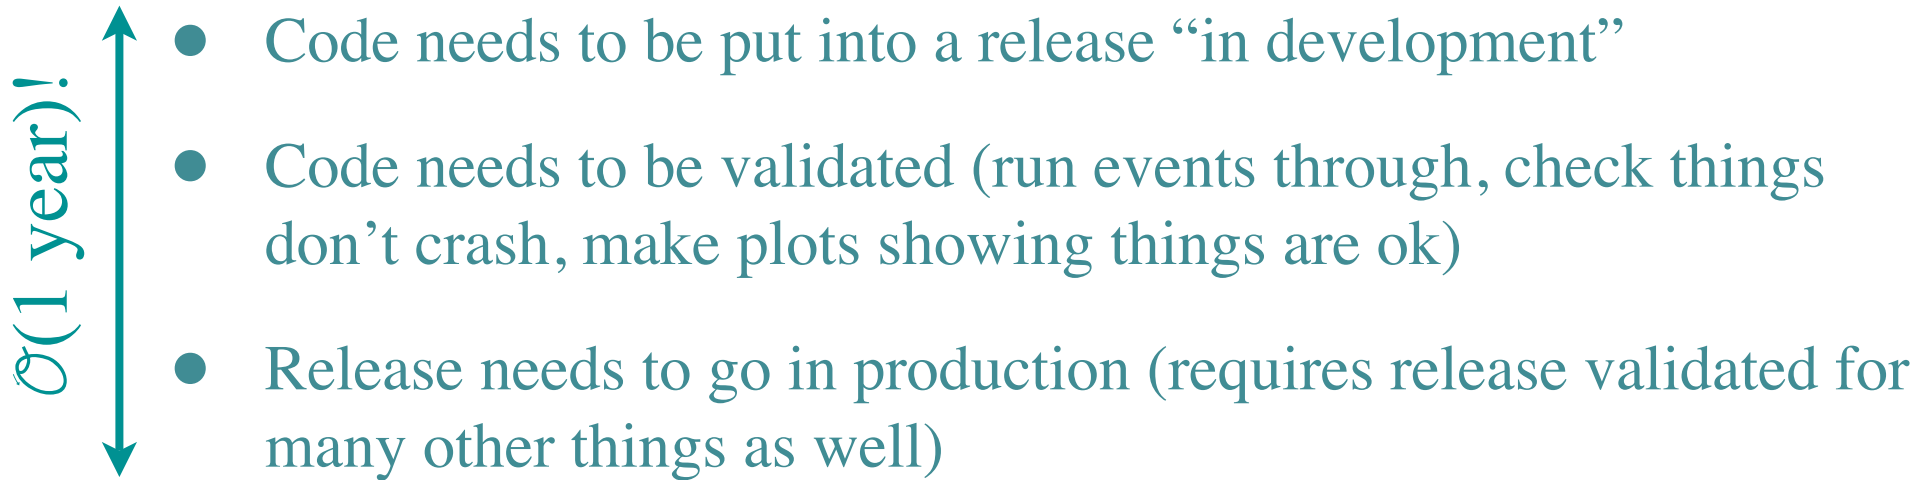 𝒪(1 year)!
● Code needs to be put into a release “in development”
● Code needs to be validated (run events through, check things
don’t crash, make plots showing things are ok)
● Release needs to go in production (requires release validated for
many other things as well)